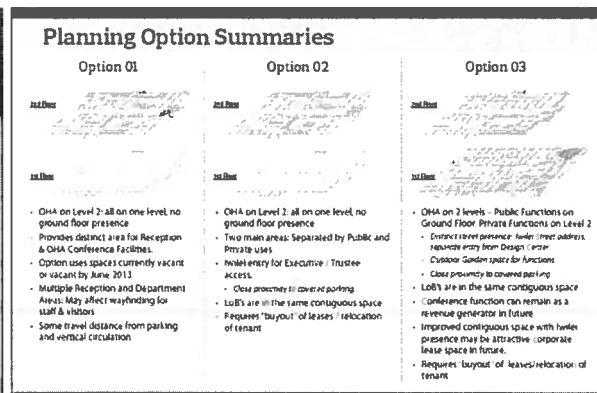 Planning Option Summaries
Option 01
2nd Floor
1st Floor
• OHA on Level 2: all on one level, no
ground floor presence
• Provides distinct area for Reception
& OHA Conference Facilities.
• Option uses spaces currently vacant
or vacant by June 2013
• Multiple Reception and Department
Areas: May affect wayfinding for
staff & visitors
• Some travel distance from parking
and vertical circulation
Option 02
2nd Floor
1st Floor
• OHA on Level 2: all on one level, no
ground floor presence
• Two main areas: Separated by Public and
Private uses
• Iwilei entry for Executive / Trustee
access.
• Close proximity to covered parking
• LoB's are in the same contiguous space
• Requires "buyout" of leases / relocation
of tenant
Option 03
2nd Floor
1st Floor
• OHA on 2 levels – Public Functions on
Ground Floor Private Functions on Level 2
• Distinct street presence: Iwilei Street address,
separate entry from Design Center
• Outdoor Garden space for functions
• Close proximity to covered parking
• LoB's are in the same contiguous space
• Conference function can remain as a
revenue generator in future
• Improved contiguous space with Iwilei
presence may be attractive corporate
lease space in future.
• Requires "buyout" of leases/relocation of
tenant